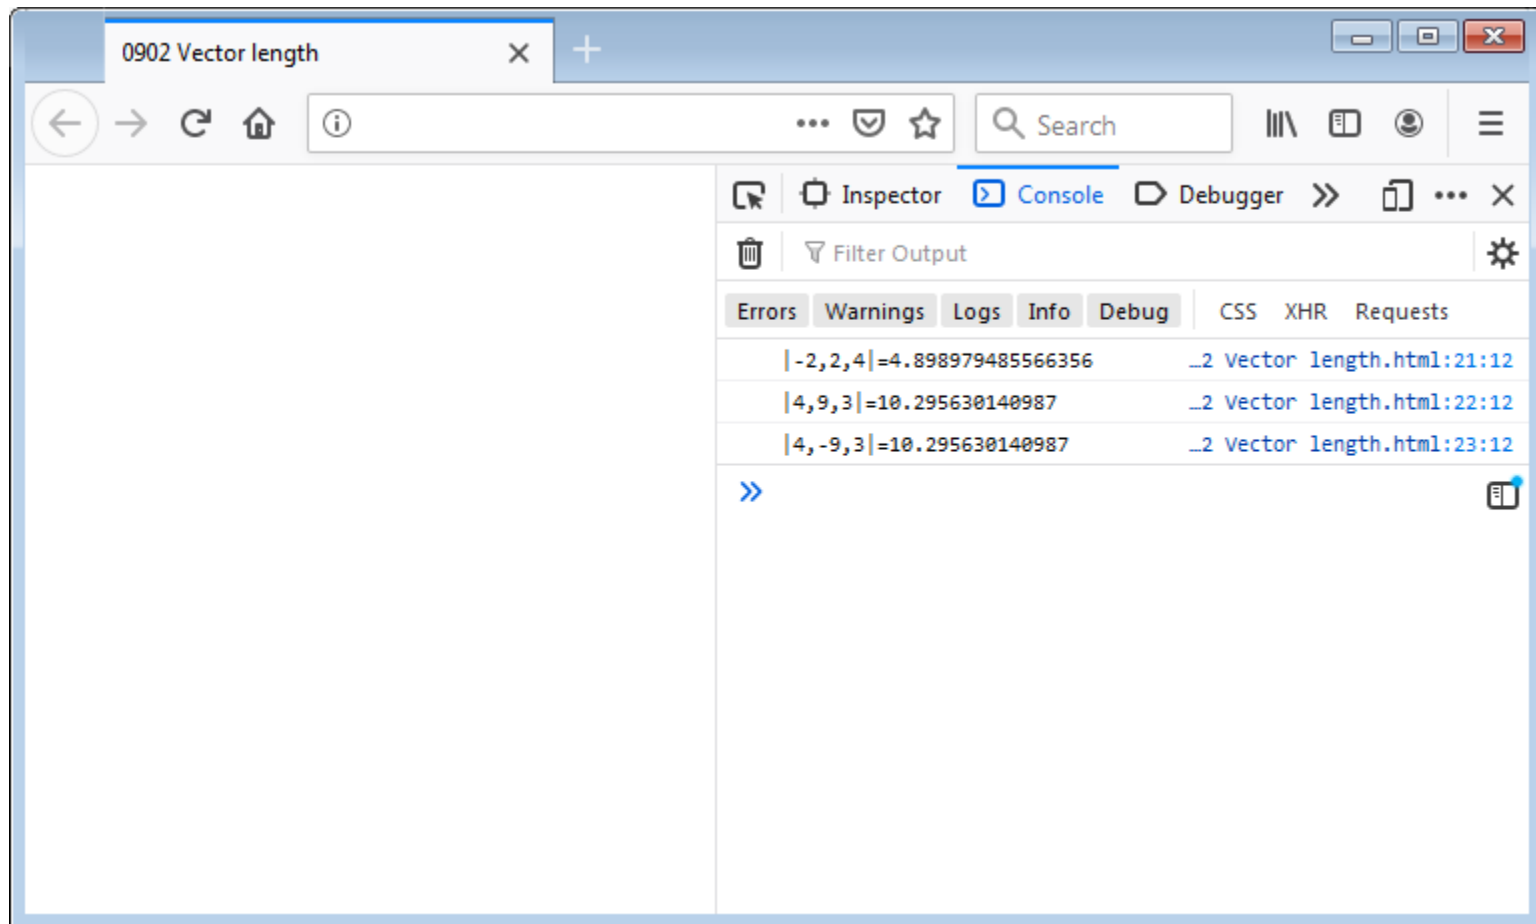 0902 Vector length
Search
Inspector Console Debugger
Filter Output
Errors Warnings Logs Info Debug CSS XHR Requests
|-2,2,4|=4.898979485566356 …2 Vector length.html:21:12
|4,9,3|=10.295630140987 …2 Vector length.html:22:12
|4,-9,3|=10.295630140987 …2 Vector length.html:23:12